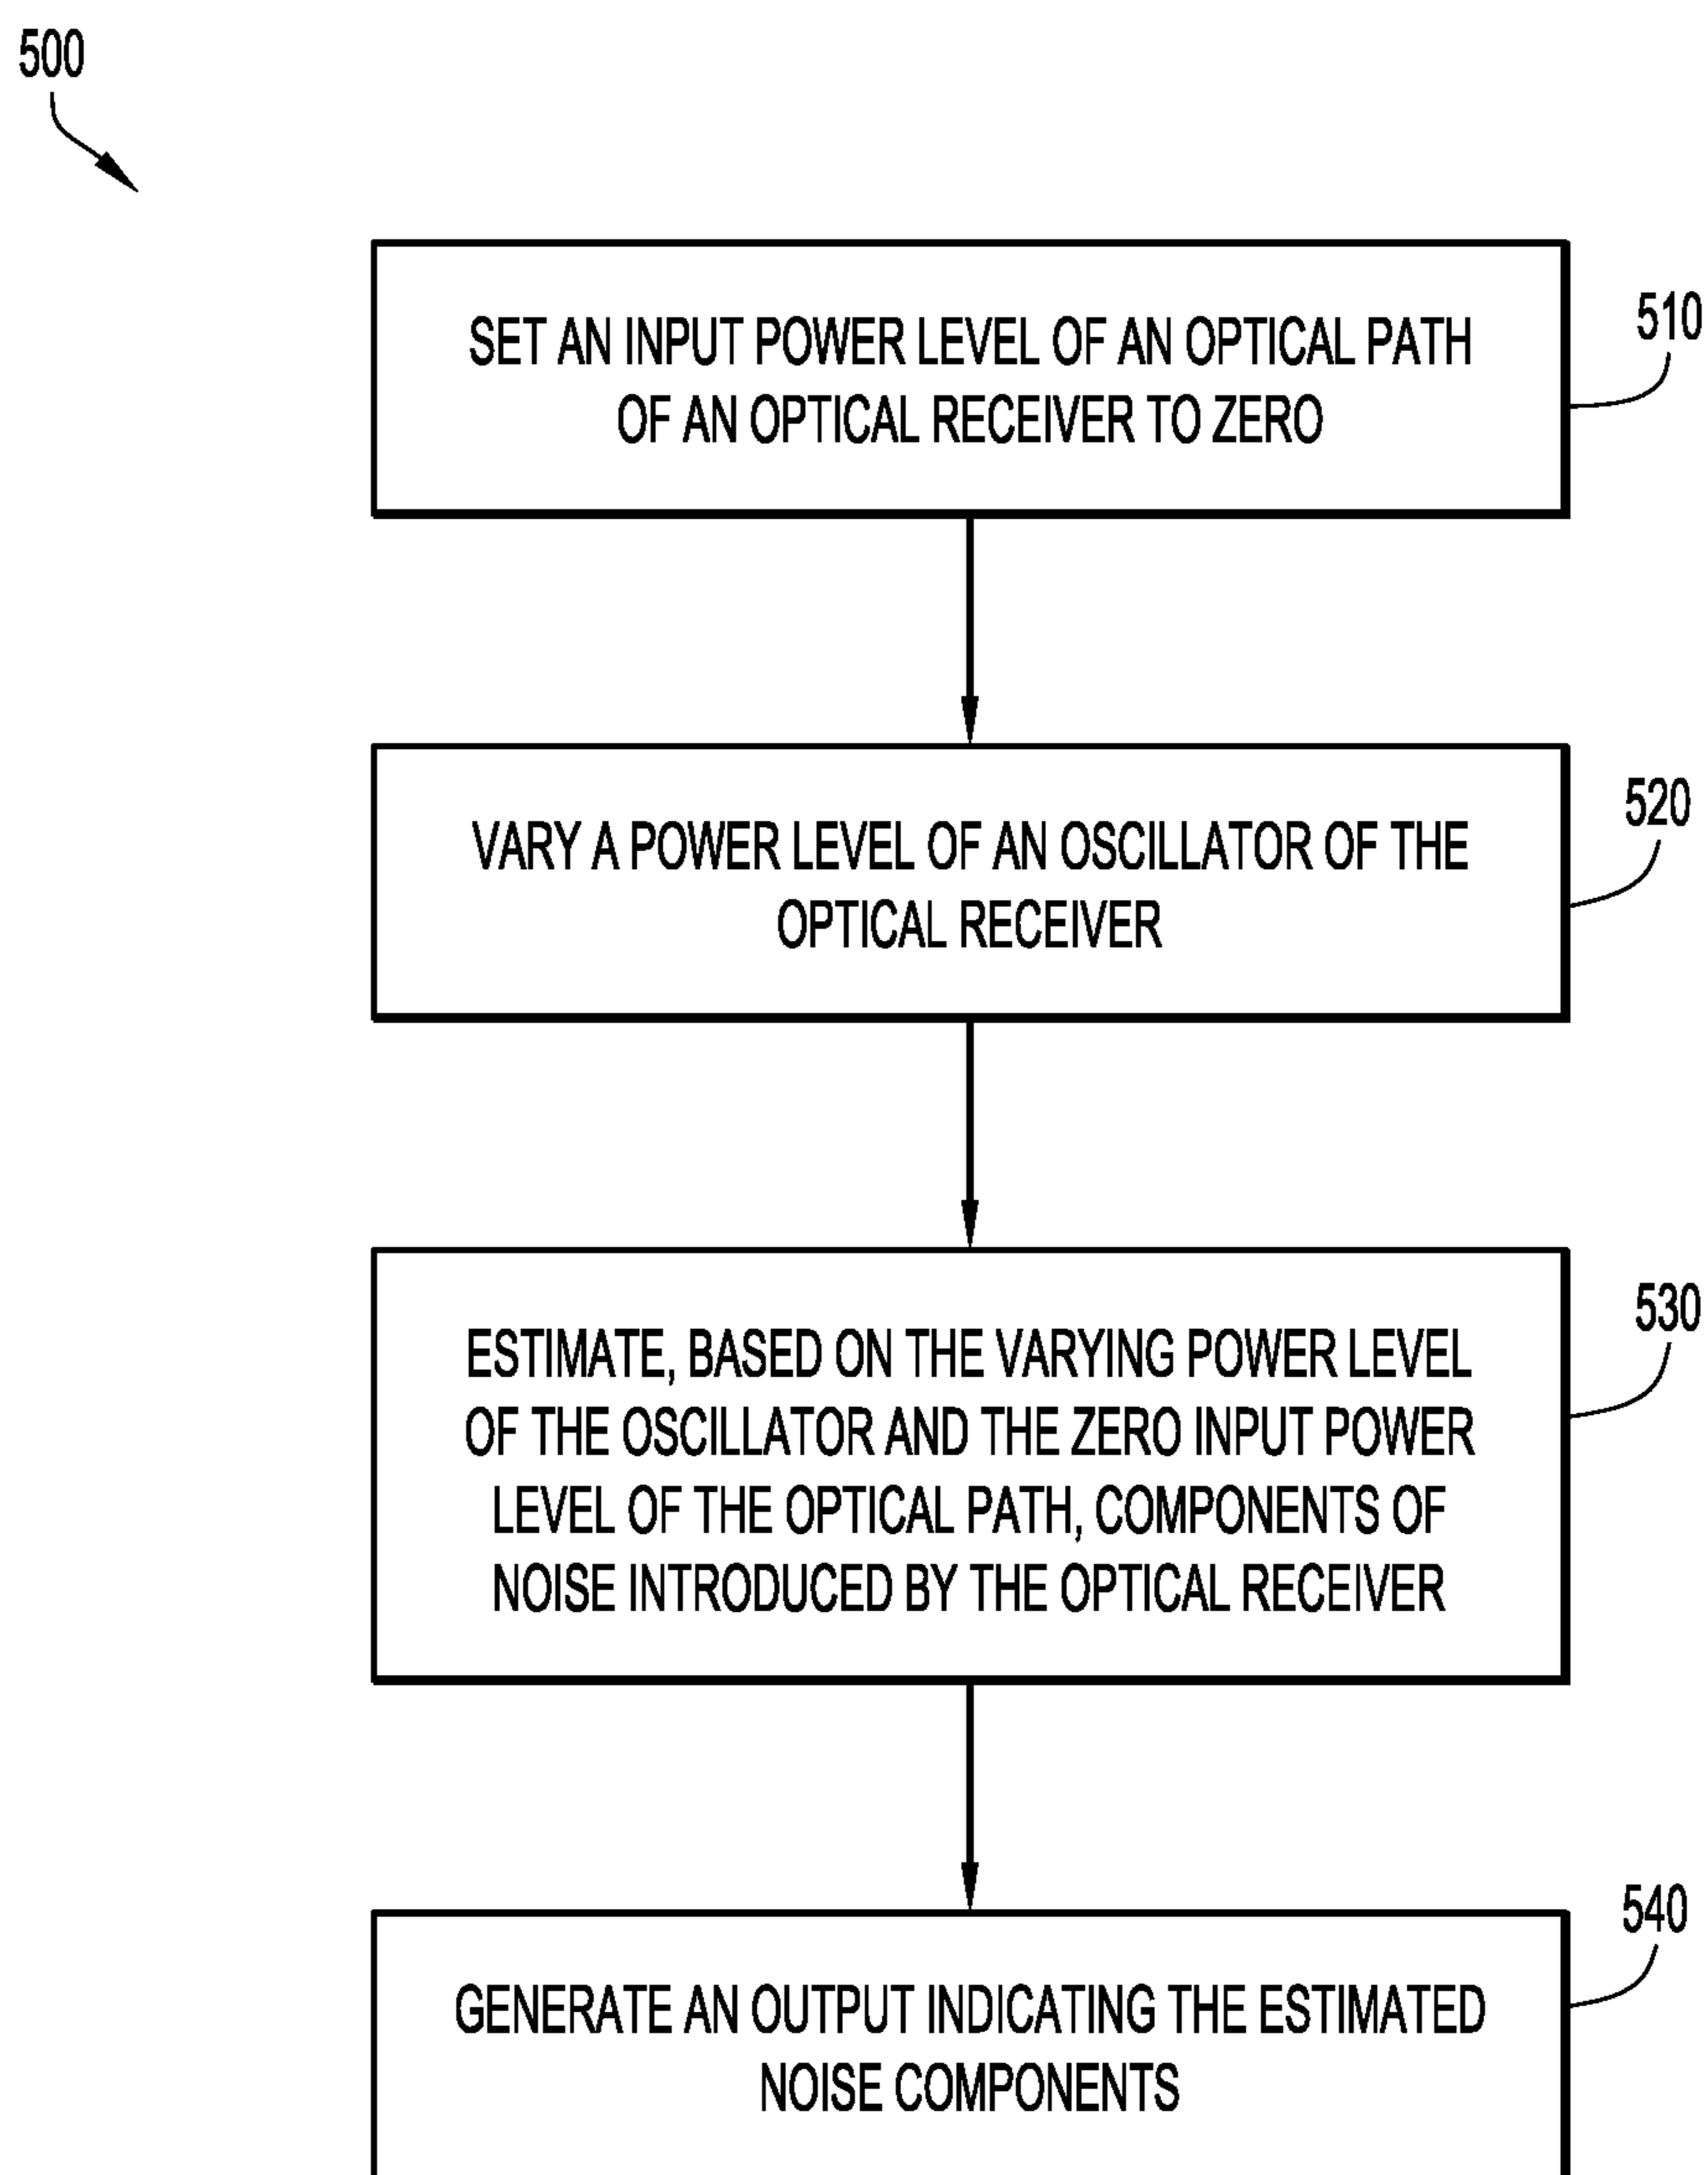 500
SET AN INPUT POWER LEVEL OF AN OPTICAL PATH
OF AN OPTICAL RECEIVER TO ZERO
510
VARY A POWER LEVEL OF AN OSCILLATOR OF THE
OPTICAL RECEIVER
520
ESTIMATE, BASED ON THE VARYING POWER LEVEL
OF THE OSCILLATOR AND THE ZERO INPUT POWER
LEVEL OF THE OPTICAL PATH, COMPONENTS OF
NOISE INTRODUCED BY THE OPTICAL RECEIVER
530
GENERATE AN OUTPUT INDICATING THE ESTIMATED
NOISE COMPONENTS
540